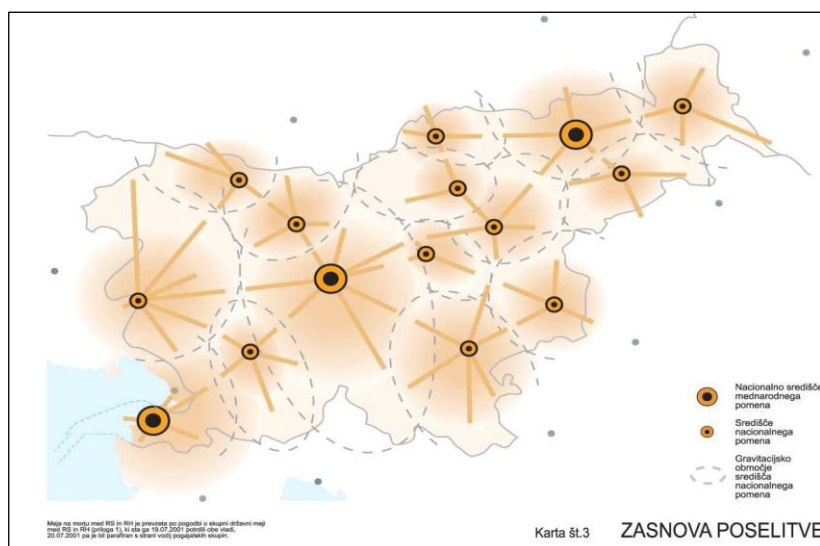 Nacionalno središče
mednarodnega
pomena
Središče
nacionalnega
pomena
Gravitacijsko
območje
središča
nacionalnega
pomena
Meja na morju med RS in RH je prevzeta po pogodbi o skupni državni meji
med RS in RH (priloga 1), ki sta ga 19.07.2001 potrdili obe vladi,
20.07.2001 pa je bil parafiran s strani vodij pogajalskih skupin.
Karta št.3 ZASNOVA POSELITVE